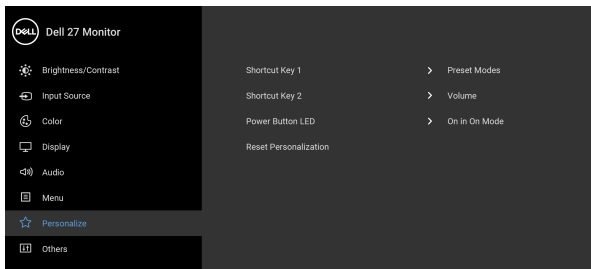 DELL Dell 27 Monitor
Brightness/Contrast
Input Source
Color
Display
Audio
Menu
Personalize
Others
Shortcut Key 1 Preset Modes
Shortcut Key 2 Volume
Power Button LED On in On Mode
Reset Personalization